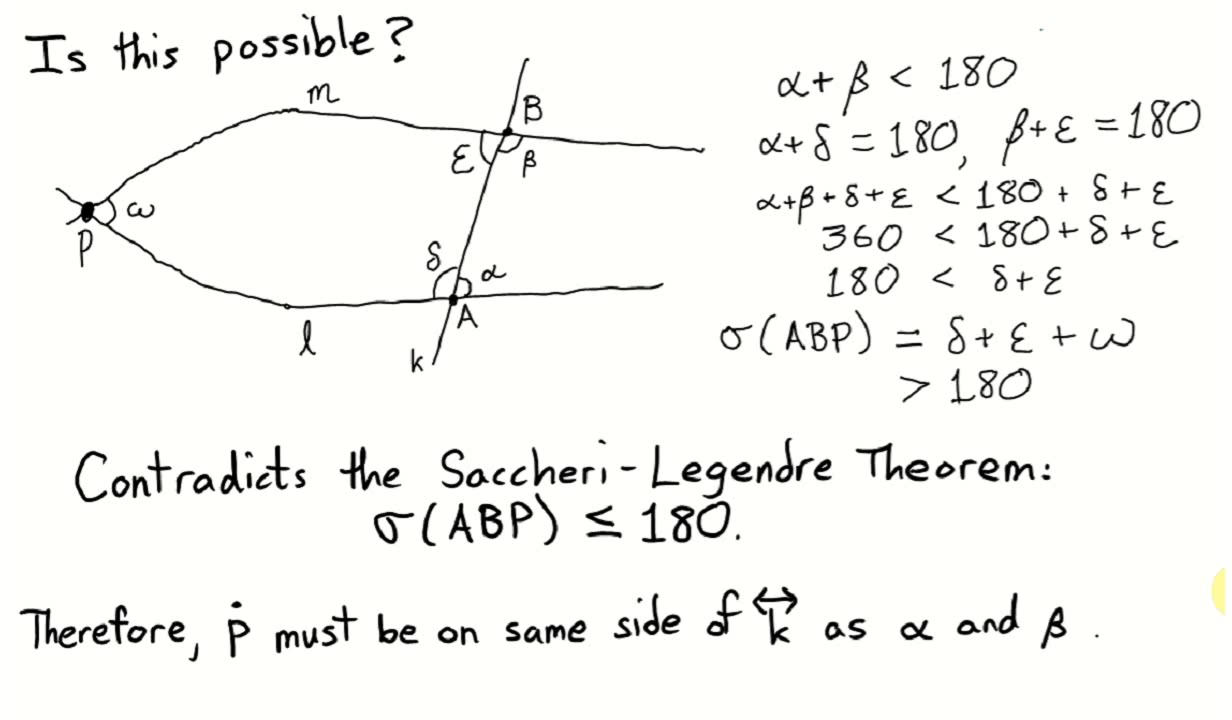 Is this possible?
m
B
ε
β
ω
P
δ
α
A
l
k
α + β < 180
α + δ = 180, β + ε = 180
α + β + δ + ε < 180 + δ + ε
360 < 180 + δ + ε
180 < δ + ε
σ(ABP) = δ + ε + ω
> 180
Contradicts the Saccheri-Legendre Theorem:
σ(ABP) ≤ 180.
Therefore, Ṗ must be on same side of k⃡ as α and β.